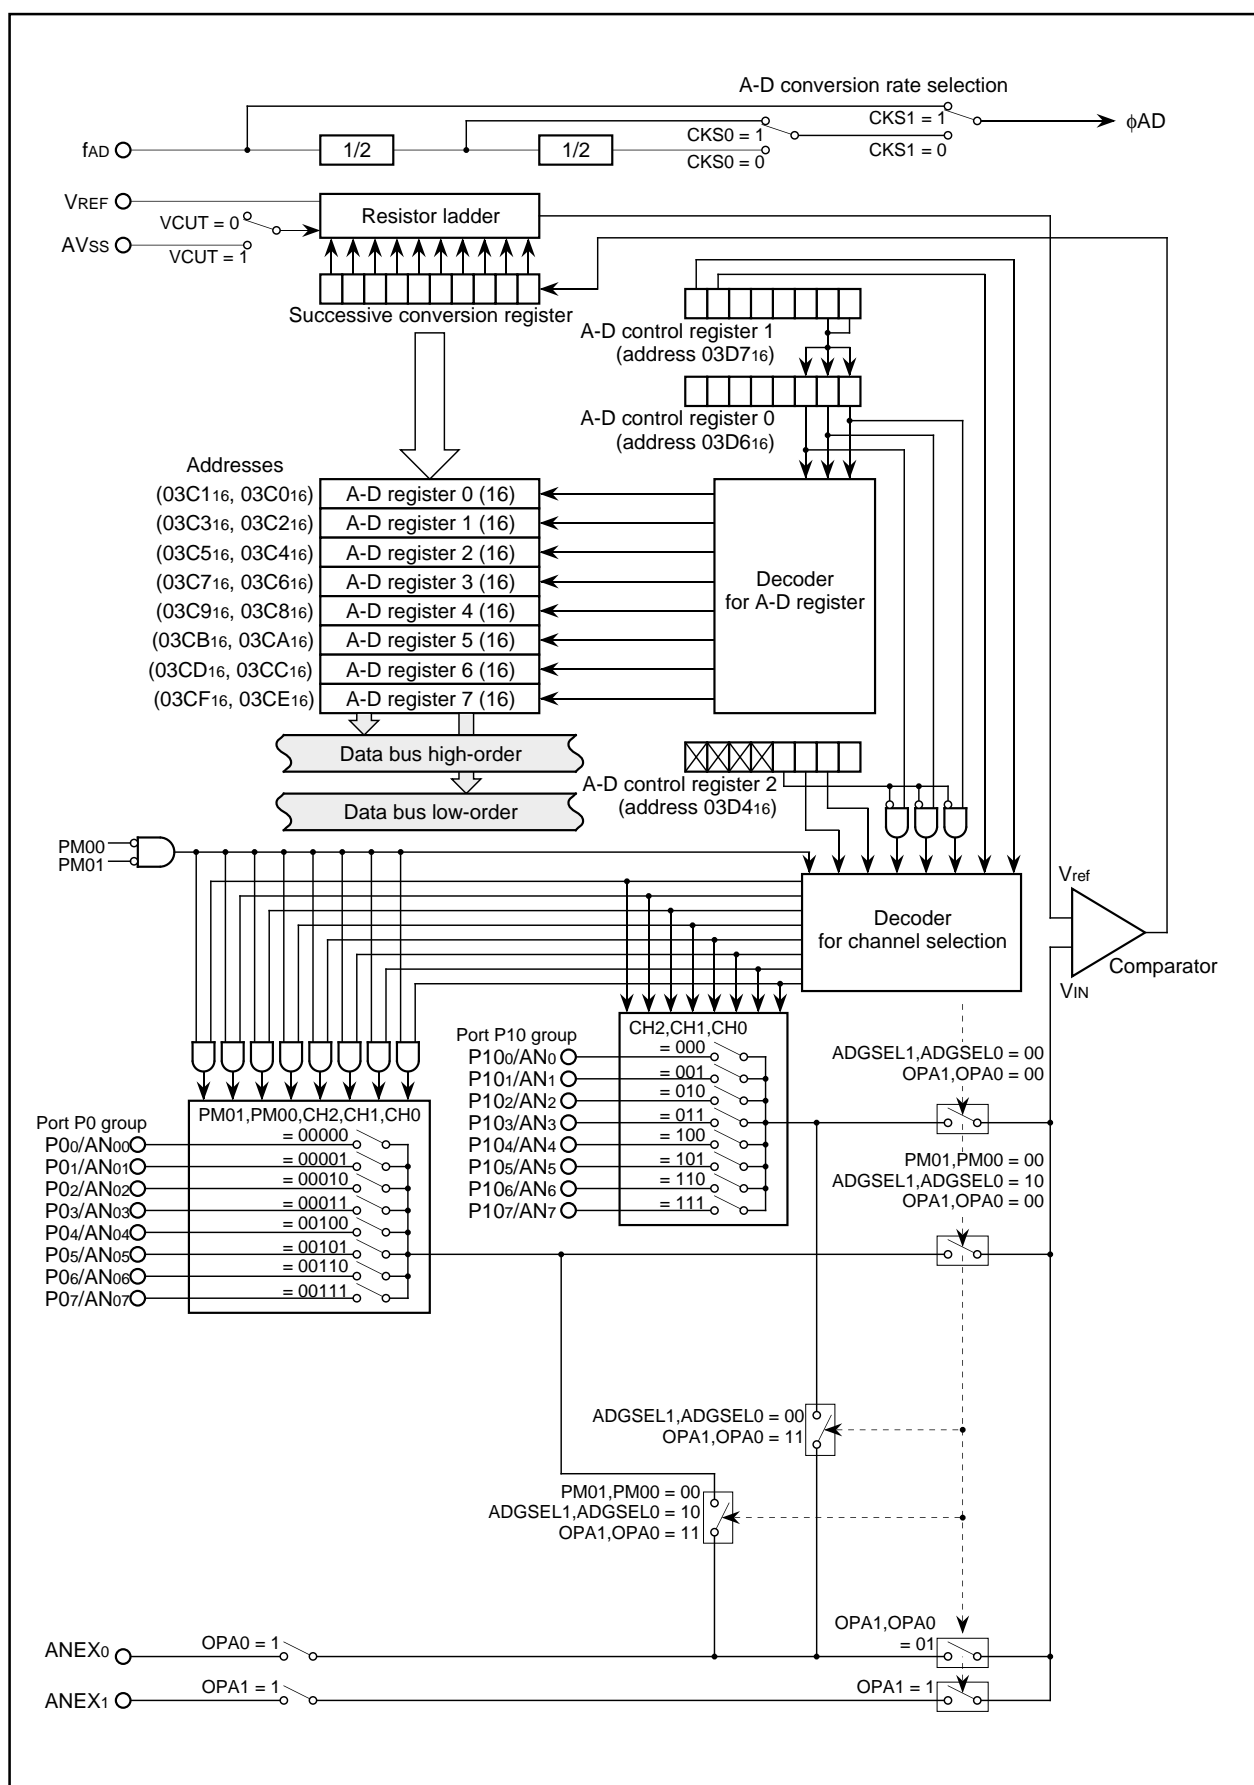 A-D conversion rate selection
CKS1 = 1
φAD
CKS0 = 1
fAD
1/2
1/2
CKS0 = 0
CKS1 = 0
VREF
VCUT = 0
Resistor ladder
AVSS
VCUT = 1
Successive conversion register
A-D control register 1
(address 03D716)
A-D control register 0
(address 03D616)
Addresses
(03C116, 03C016)
A-D register 0 (16)
(03C316, 03C216)
A-D register 1 (16)
(03C516, 03C416)
A-D register 2 (16)
(03C716, 03C616)
A-D register 3 (16)
(03C916, 03C816)
A-D register 4 (16)
(03CB16, 03CA16)
A-D register 5 (16)
(03CD16, 03CC16)
A-D register 6 (16)
(03CF16, 03CE16)
A-D register 7 (16)
Decoder
for A-D register
Data bus high-order
Data bus low-order
A-D control register 2
(address 03D416)
PM00
PM01
Decoder
for channel selection
Vref
VIN
Comparator
Port P10 group
CH2,CH1,CH0
P100/AN0
= 000
P101/AN1
= 001
P102/AN2
= 010
P103/AN3
= 011
P104/AN4
= 100
P105/AN5
= 101
P106/AN6
= 110
P107/AN7
= 111
ADGSEL1,ADGSEL0 = 00
OPA1,OPA0 = 00
Port P0 group
PM01,PM00,CH2,CH1,CH0
P00/AN00
= 00000
P01/AN01
= 00001
P02/AN02
= 00010
P03/AN03
= 00011
P04/AN04
= 00100
P05/AN05
= 00101
P06/AN06
= 00110
P07/AN07
= 00111
PM01,PM00 = 00
ADGSEL1,ADGSEL0 = 10
OPA1,OPA0 = 00
ADGSEL1,ADGSEL0 = 00
OPA1,OPA0 = 11
PM01,PM00 = 00
ADGSEL1,ADGSEL0 = 10
OPA1,OPA0 = 11
ANEX0
OPA0 = 1
OPA1,OPA0
= 01
ANEX1
OPA1 = 1
OPA1 = 1